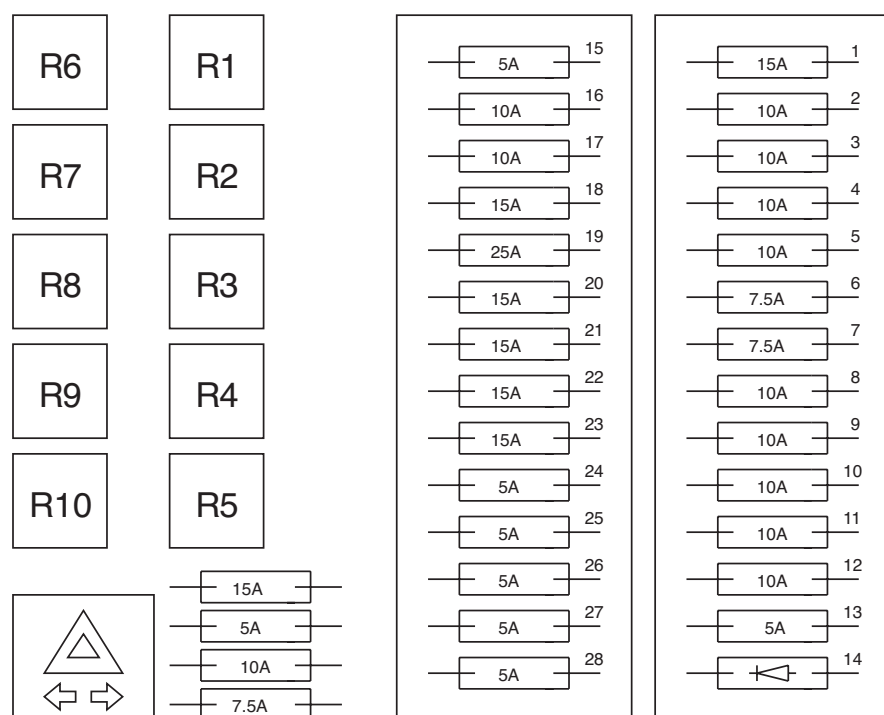 R6 R1
R7 R2
R8 R3
R9 R4
R10 R5
15A
5A
10A
7.5A
5A 15
10A 16
10A 17
15A 18
25A 19
15A 20
15A 21
15A 22
15A 23
5A 24
5A 25
5A 26
5A 27
5A 28
15A 1
10A 2
10A 3
10A 4
10A 5
7.5A 6
7.5A 7
10A 8
10A 9
10A 10
10A 11
10A 12
5A 13
14